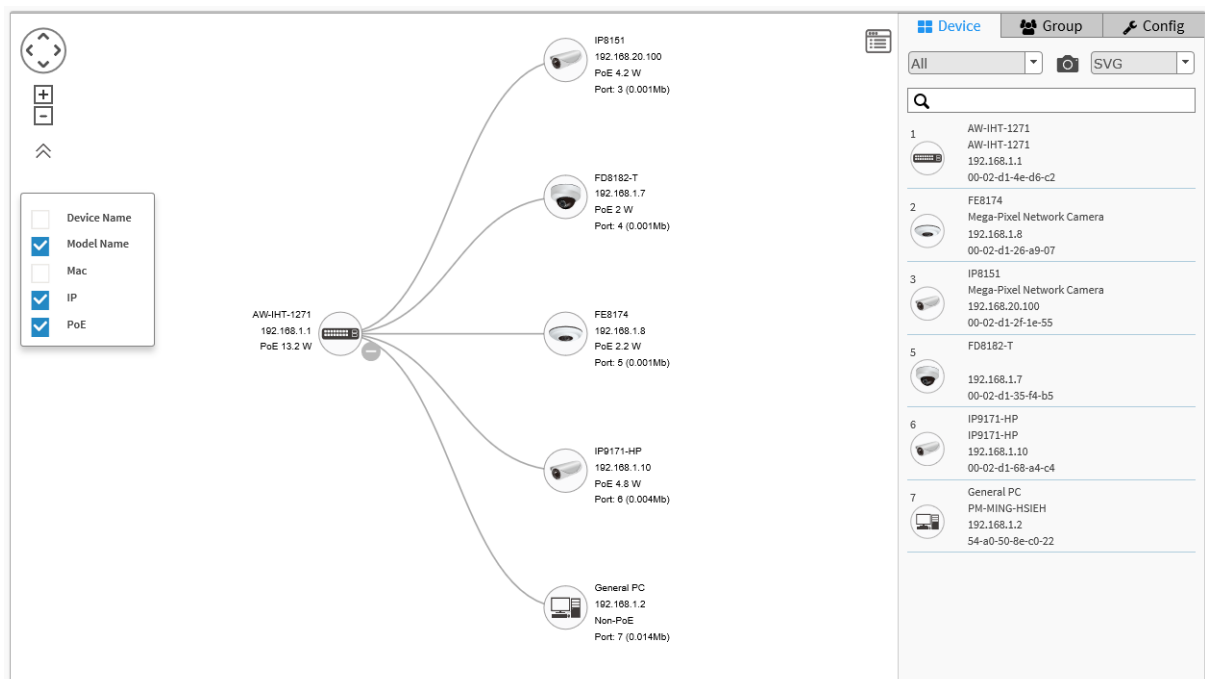 Device
Group
Config
All
SVG
Device Name
Model Name
Mac
IP
PoE
IP8151
192.168.20.100
PoE 4.2 W
Port: 3 (0.001Mb)
FD8182-T
192.168.1.7
PoE 2 W
Port: 4 (0.001Mb)
AW-IHT-1271
192.168.1.1
PoE 13.2 W
FE8174
192.168.1.8
PoE 2.2 W
Port: 5 (0.001Mb)
IP9171-HP
192.168.1.10
PoE 4.8 W
Port: 6 (0.004Mb)
General PC
192.168.1.2
Non-PoE
Port: 7 (0.014Mb)
1
AW-IHT-1271
AW-IHT-1271
192.168.1.1
00-02-d1-4e-d6-c2
2
FE8174
Mega-Pixel Network Camera
192.168.1.8
00-02-d1-26-a9-07
3
IP8151
Mega-Pixel Network Camera
192.168.20.100
00-02-d1-2f-1e-55
5
FD8182-T
192.168.1.7
00-02-d1-35-f4-b5
6
IP9171-HP
IP9171-HP
192.168.1.10
00-02-d1-68-a4-c4
7
General PC
PM-MING-HSIEH
192.168.1.2
54-a0-50-8e-c0-22